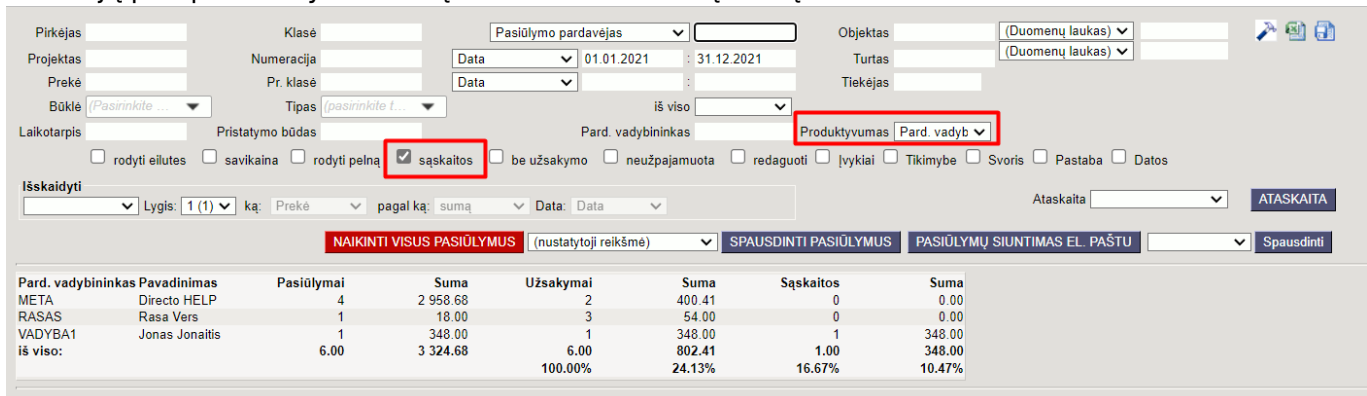 Pirkėjas Klasė Pasiūlymo pardavėjas Objektas (Duomenų laukas)
Projektas Numeracija Data 01.01.2021 : 31.12.2021 Turtas (Duomenų laukas)
Prekė Pr. klasė Data : Tiekėjas
Būklė (Pasirinkite ... Tipas (pasirinkite t... iš viso
Laikotarpis Pristatymo būdas Pard. vadybininkas Produktyvumas Pard. vadyb
rodyti eilutes savikaina rodyti pelną sąskaitos be užsakymo neužpajamuota redaguoti Įvykiai Tikimybe Svoris Pastaba Datos
Išskaidyti
Lygis: 1 (1) ką: Prekė pagal ką: sumą Data: Data Ataskaita ATASKAITA
NAIKINTI VISUS PASIŪLYMUS (nustatytoji reikšmė) SPAUSDINTI PASIŪLYMUS PASIŪLYMŲ SIUNTIMAS EL. PAŠTU Spausdinti
Pard. vadybininkas Pavadinimas Pasiūlymai Suma Užsakymai Suma Sąskaitos Suma
META Directo HELP 4 2 958.68 2 400.41 0 0.00
RASAS Rasa Vers 1 18.00 3 54.00 0 0.00
VADYBA1 Jonas Jonaitis 1 348.00 1 348.00 1 348.00
iš viso: 6.00 3 324.68 6.00 802.41 1.00 348.00
100.00% 24.13% 16.67% 10.47%